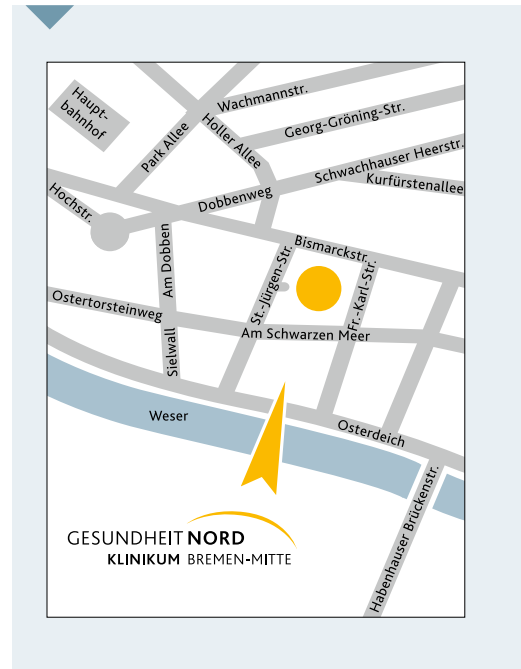 Haupt-
bahnhof
Wachmannstr.
Georg-Gröning-Str.
Park Allee
Holler Allee
Schwachhauser Heerstr.
Kurfürstenallee
Hochstr.
Dobbenweg
Am Dobben
Bismarckstr.
St.-Jürgen-Str.
Fr.-Karl-Str.
Ostertorsteinweg
Am Schwarzen Meer
Sielwall
Weser
Osterdeich
Habenhauser Brückenstr.
GESUNDHEIT NORD
KLINIKUM BREMEN-MITTE